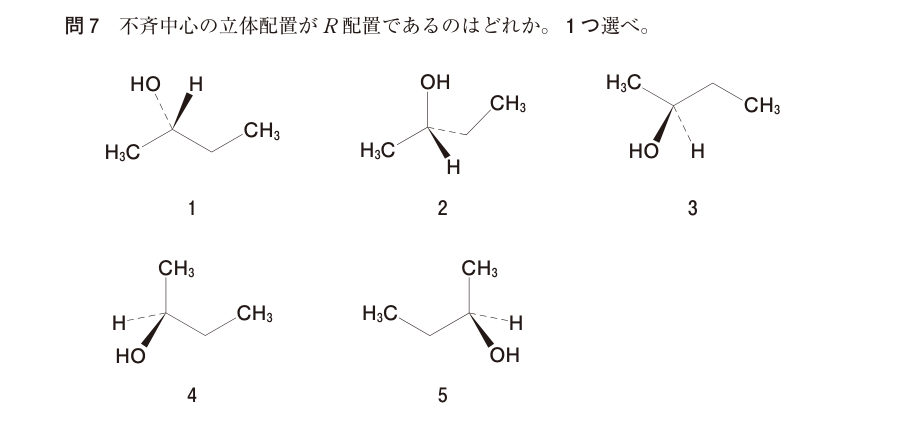 問7 不斉中心の立体配置が R 配置であるのはどれか。1つ選べ。
HO H
H₃C CH₃
1
OH
CH₃
H₃C
H
2
H₃C
CH₃
HO H
3
CH₃
H CH₃
HO
4
CH₃
H₃C H
OH
5